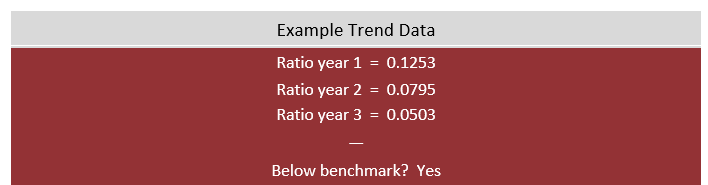 Example Trend Data
Ratio year 1 = 0.1253
Ratio year 2 = 0.0795
Ratio year 3 = 0.0503
—
Below benchmark? Yes